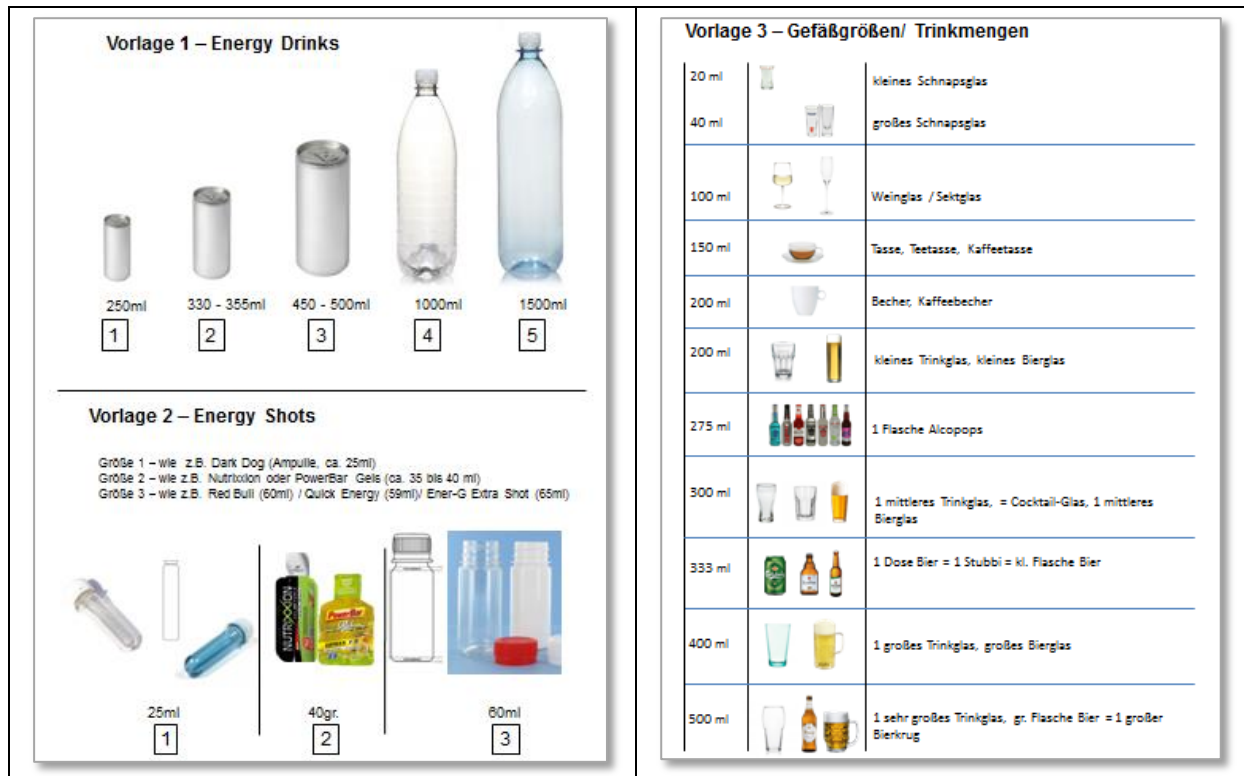 Vorlage 1 – Energy Drinks
250ml
330 - 355ml
450 - 500ml
1000ml
1500ml
1
2
3
4
5
Vorlage 2 – Energy Shots
Größe 1 – wie z.B. Dark Dog (Ampulle, ca. 25ml)
Größe 2 – wie z.B. Nutrixxion oder PowerBar Gels (ca. 35 bis 40 ml)
Größe 3 – wie z.B. Red Bull (60ml) / Quick Energy (59ml)/ Ener-G Extra Shot (65ml)
NUTRIXXION
PowerBar
25ml
40gr.
60ml
1
2
3
Vorlage 3 – Gefäßgrößen/ Trinkmengen
20 ml
kleines Schnapsglas
40 ml
großes Schnapsglas
100 ml
Weinglas / Sektglas
150 ml
Tasse, Teetasse, Kaffeetasse
200 ml
Becher, Kaffeebecher
200 ml
kleines Trinkglas, kleines Bierglas
275 ml
1 Flasche Alcopops
300 ml
1 mittleres Trinkglas, = Cocktail-Glas, 1 mittleres
Bierglas
333 ml
1 Dose Bier = 1 Stubbi = kl. Flasche Bier
400 ml
1 großes Trinkglas, großes Bierglas
500 ml
1 sehr großes Trinkglas, gr. Flasche Bier = 1 großer
Bierkrug